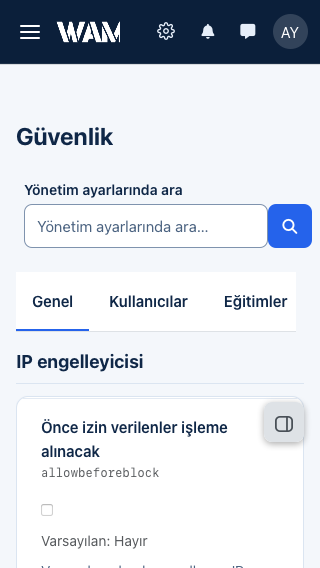 WAM
AY
Güvenlik
Yönetim ayarlarında ara
Yönetim ayarlarında ara...
Genel Kullanıcılar Eğitimler
IP engelleyicisi
Önce izin verilenler işleme
alınacak
allowbeforeblock
Varsayılan: Hayır